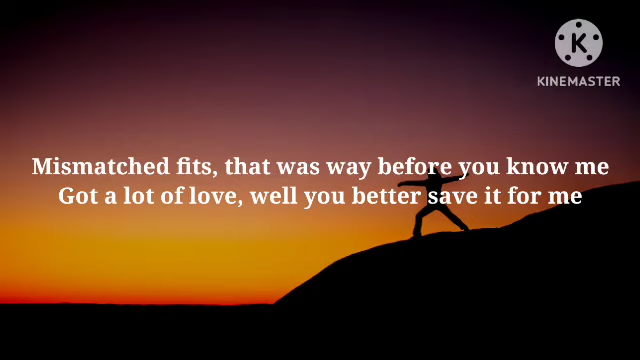 KINEMASTER
Mismatched fits, that was way before you know me
Got a lot of love, well you better save it for me